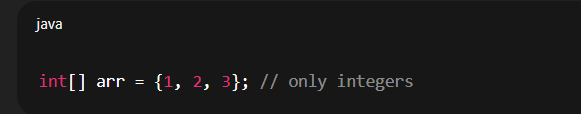 java
int[] arr = {1, 2, 3}; // only integers